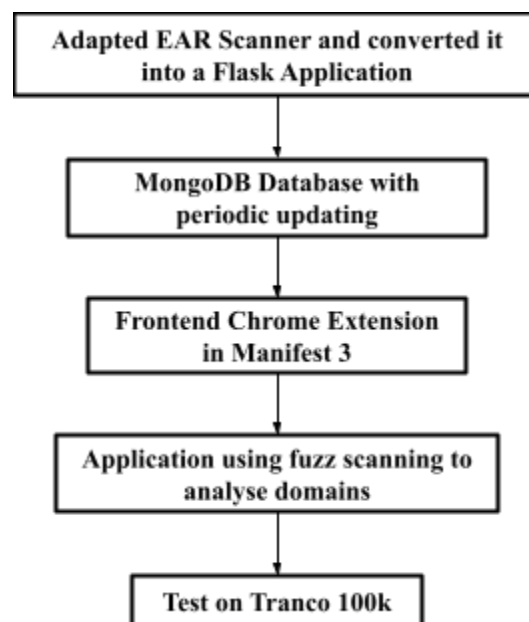 Adapted EAR Scanner and converted it
into a Flask Application
MongoDB Database with
periodic updating
Frontend Chrome Extension
in Manifest 3
Application using fuzz scanning to
analyse domains
Test on Tranco 100k